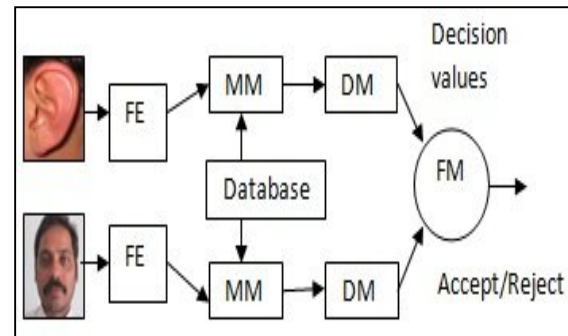 Decision
values
FE
MM
DM
Database
FM
FE
MM
DM
Accept/Reject